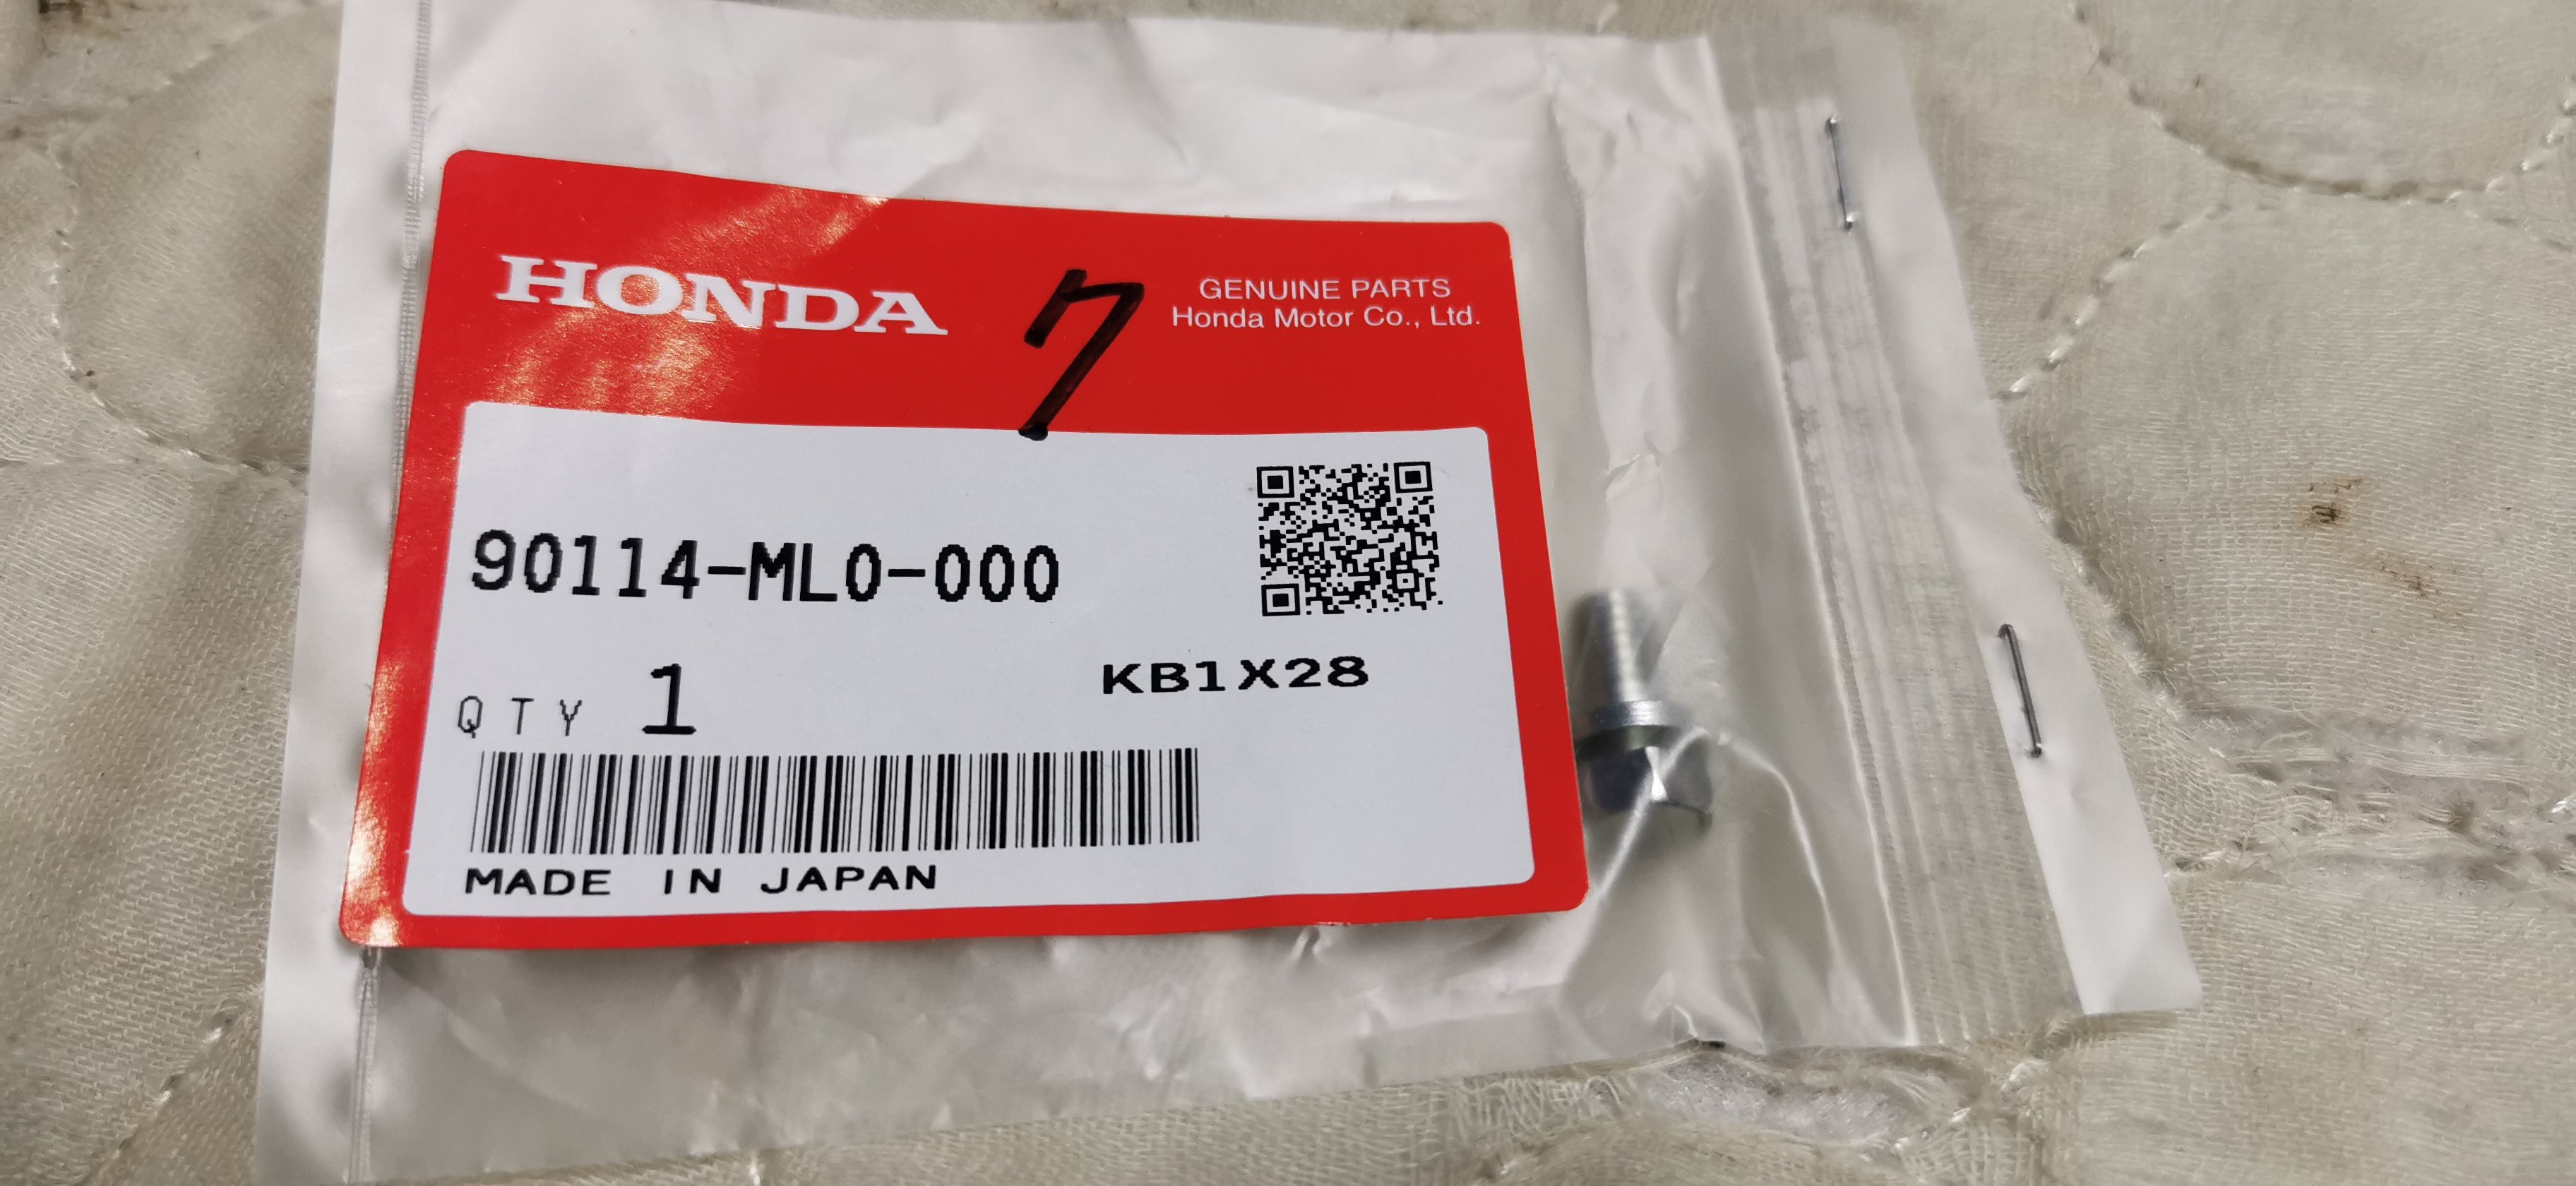 HONDA
7
GENUINE PARTS
Honda Motor Co., Ltd.
90114-ML0-000
QTY 1
KB1X28
MADE IN JAPAN